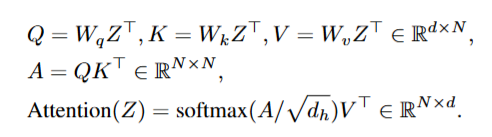 Q = W_q Z^⊤, K = W_k Z^⊤, V = W_v Z^⊤ ∈ ℝ^{d×N},
A = QK^⊤ ∈ ℝ^{N×N},
Attention(Z) = softmax(A/√d_h)V^⊤ ∈ ℝ^{N×d}.